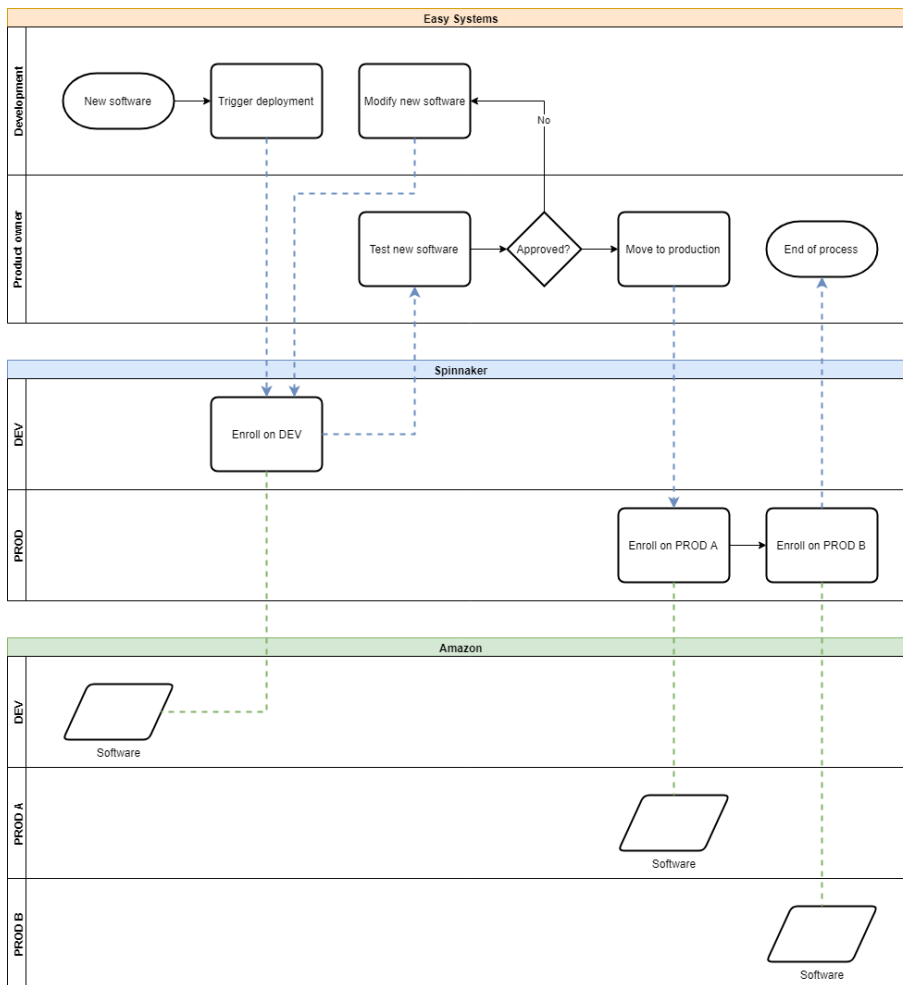 Easy Systems
Development
New software
Trigger deployment
Modify new software
No
Product owner
Test new software
Approved?
Move to production
End of process
Spinnaker
DEV
Enroll on DEV
PROD
Enroll on PROD A
Enroll on PROD B
Amazon
DEV
Software
PROD A
Software
PROD B
Software